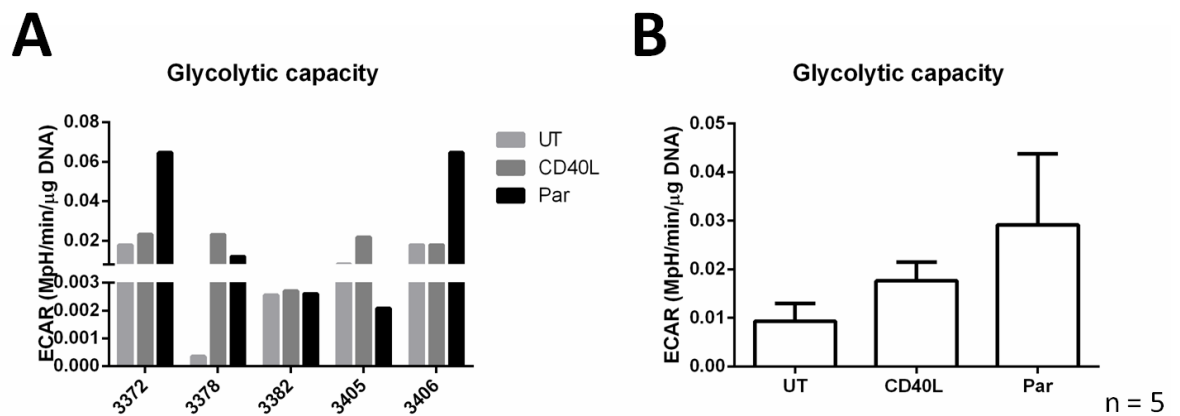 A
Glycolytic capacity
ECAR (MpH/min/µg DNA)
0.08
0.06
0.04
0.02
0.003
0.002
0.001
0.000
3372
3378
3382
3405
3406
UT
CD40L
Par
B
Glycolytic capacity
ECAR (MpH/min/µg DNA)
0.05
0.04
0.03
0.02
0.01
0.00
UT
CD40L
Par
n = 5